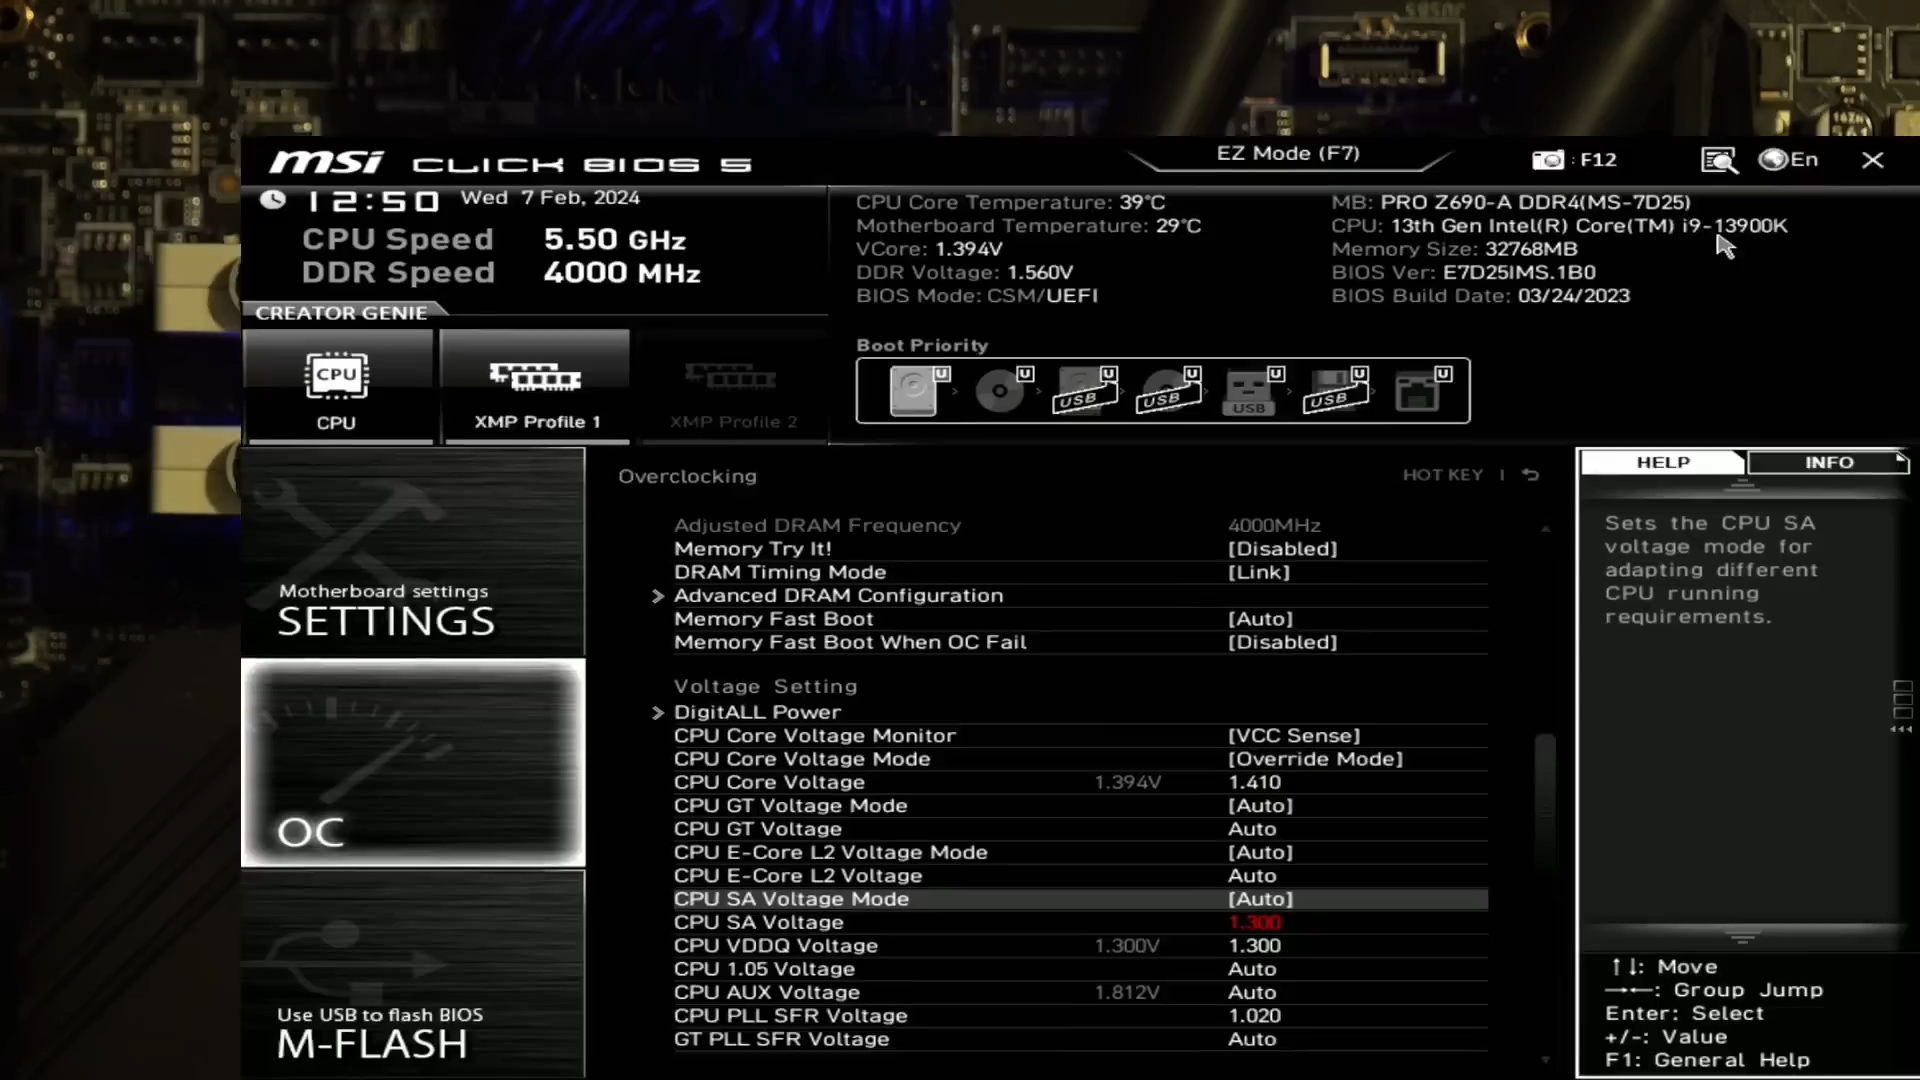 msi CLICK BIOS 5
EZ Mode (F7)
: F12
En
12:50 Wed 7 Feb, 2024
CPU Speed 5.50 GHz
DDR Speed 4000 MHz
CREATOR GENIE
CPU
CPU
XMP Profile 1
XMP Profile 2
CPU Core Temperature: 39°C
Motherboard Temperature: 29°C
VCore: 1.394V
DDR Voltage: 1.560V
BIOS Mode: CSM/UEFI
MB: PRO Z690-A DDR4(MS-7D25)
CPU: 13th Gen Intel(R) Core(TM) i9-13900K
Memory Size: 32768MB
BIOS Ver: E7D25IMS.1B0
BIOS Build Date: 03/24/2023
Boot Priority
U U U U U U U
USB USB USB USB
Motherboard settings
SETTINGS
OC
Use USB to flash BIOS
M-FLASH
Overclocking
HOT KEY
Adjusted DRAM Frequency 4000MHz
Memory Try It! [Disabled]
DRAM Timing Mode [Link]
> Advanced DRAM Configuration
Memory Fast Boot [Auto]
Memory Fast Boot When OC Fail [Disabled]
Voltage Setting
> DigitALL Power
CPU Core Voltage Monitor [VCC Sense]
CPU Core Voltage Mode [Override Mode]
CPU Core Voltage 1.394V 1.410
CPU GT Voltage Mode [Auto]
CPU GT Voltage Auto
CPU E-Core L2 Voltage Mode [Auto]
CPU E-Core L2 Voltage Auto
CPU SA Voltage Mode [Auto]
CPU SA Voltage 1.300
CPU VDDQ Voltage 1.300V 1.300
CPU 1.05 Voltage Auto
CPU AUX Voltage 1.812V Auto
CPU PLL SFR Voltage 1.020
GT PLL SFR Voltage Auto
HELP
INFO
Sets the CPU SA
voltage mode for
adapting different
CPU running
requirements.
↑↓: Move
→←: Group Jump
Enter: Select
+/-: Value
F1: General Help